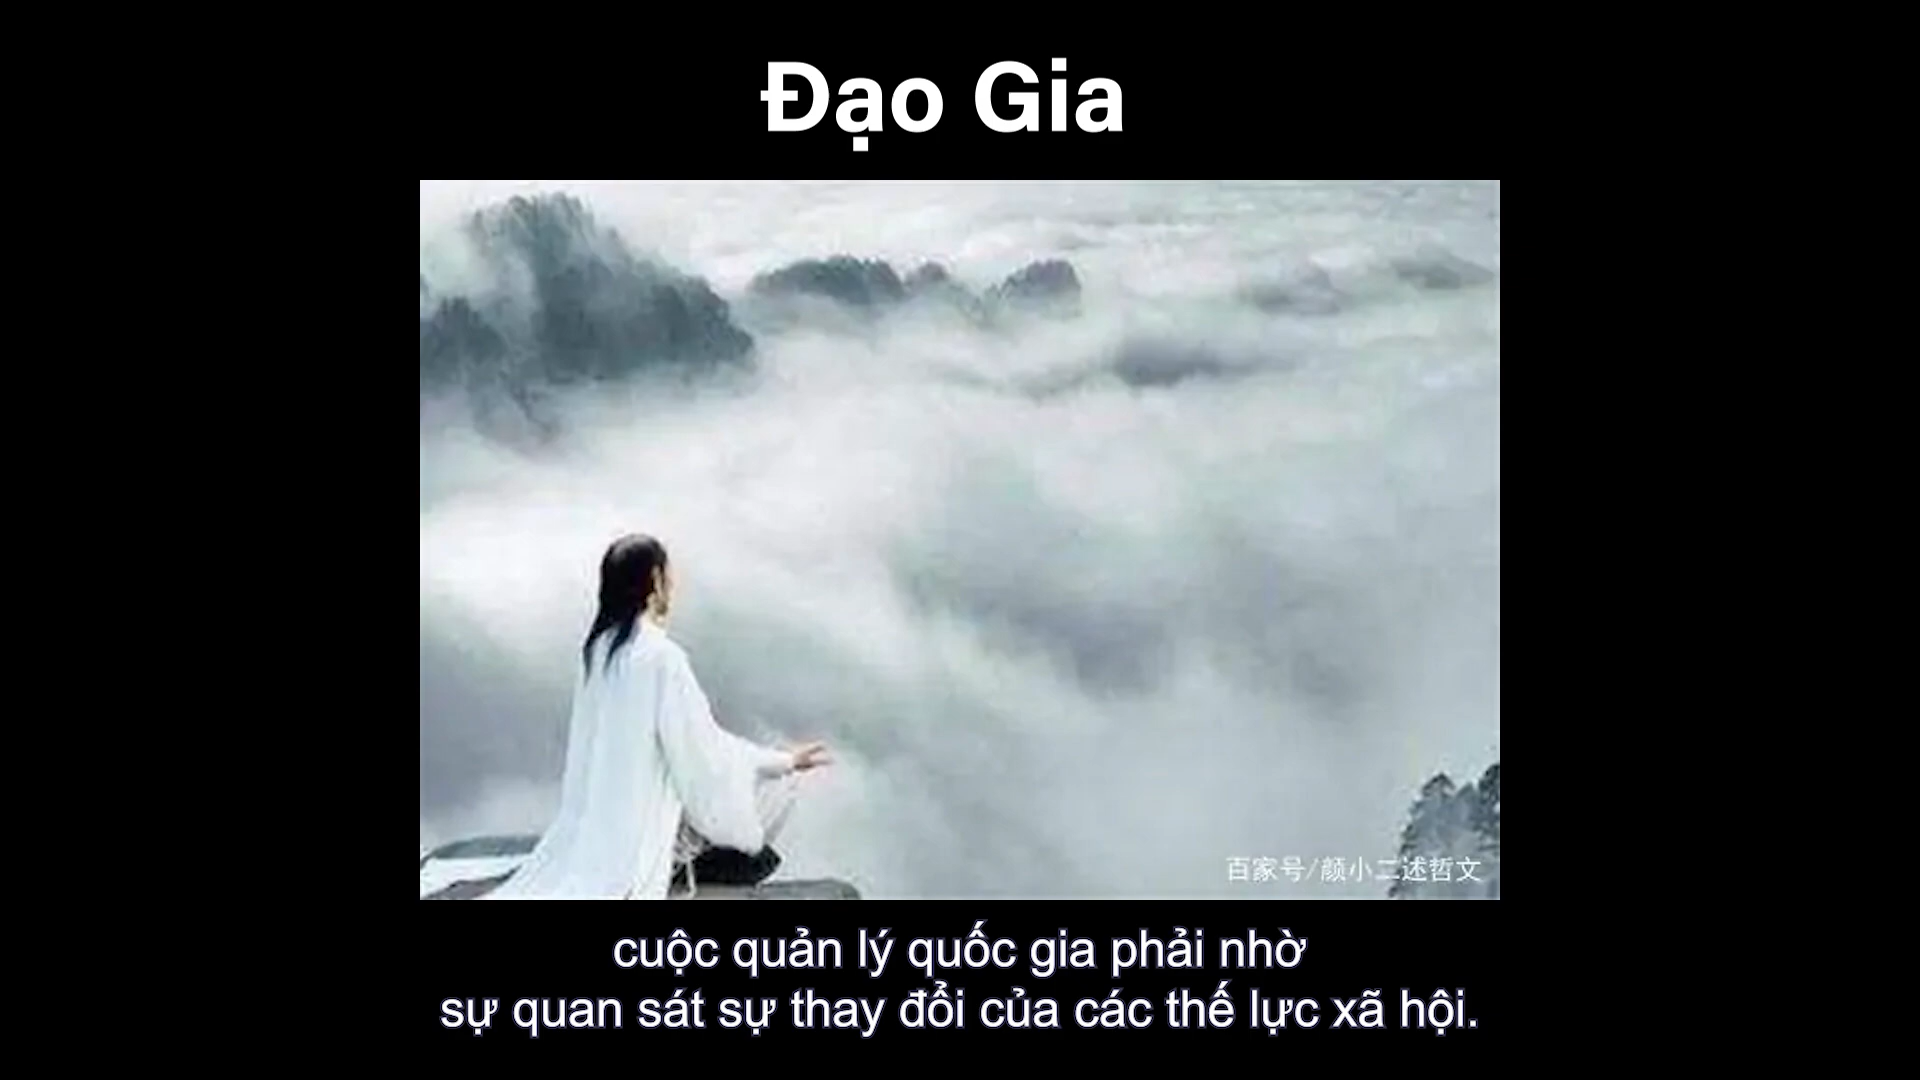 Đạo Gia
百家号/颜小二述哲文
cuộc quản lý quốc gia phải nhờ
sự quan sát sự thay đổi của các thế lực xã hội.